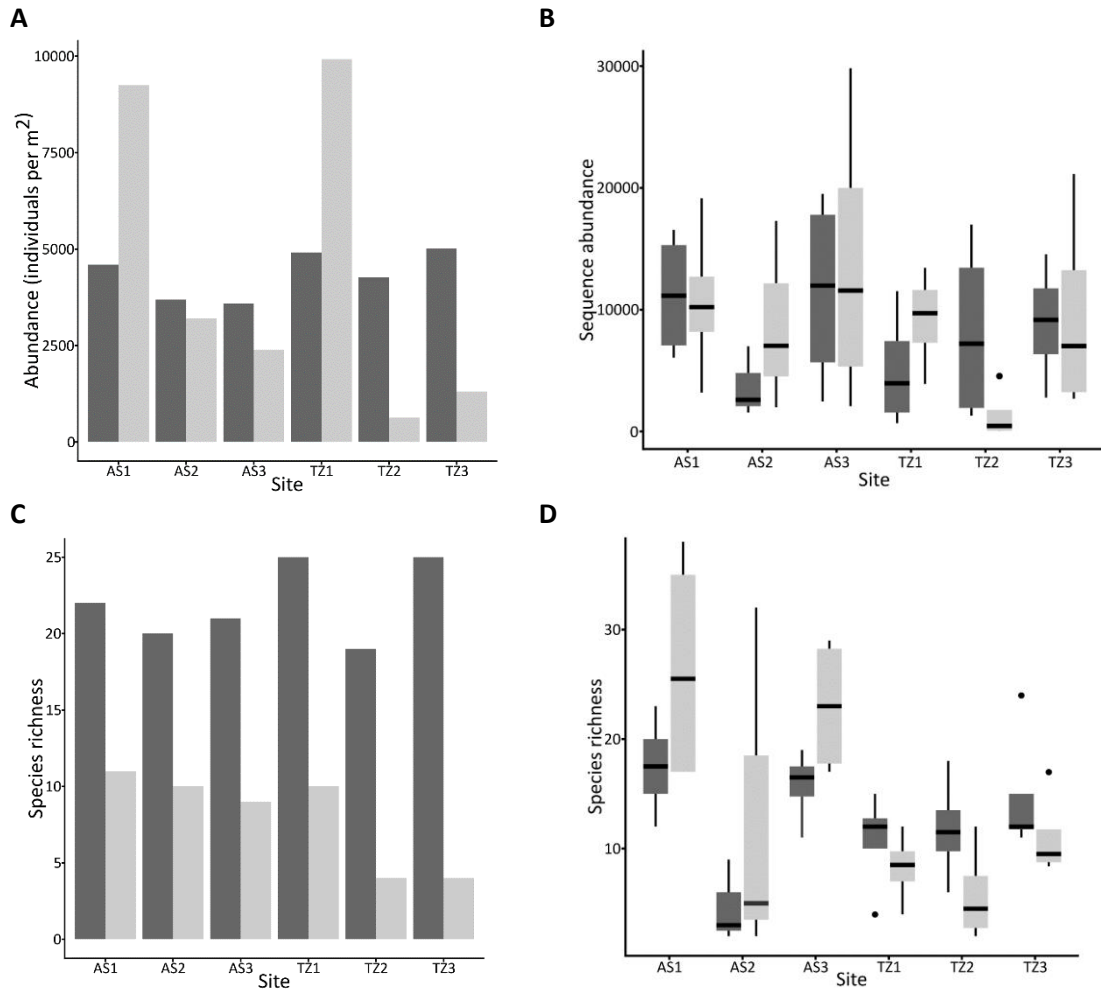 A
Abundance (individuals per m2)
10000
7500
5000
2500
0
AS1 AS2 AS3 TZ1 TZ2 TZ3
Site
B
Sequence abundance
30000
20000
10000
0
AS1 AS2 AS3 TZ1 TZ2 TZ3
Site
C
Species richness
25
20
15
10
5
0
AS1 AS2 AS3 TZ1 TZ2 TZ3
Site
D
Species richness
30
20
10
AS1 AS2 AS3 TZ1 TZ2 TZ3
Site